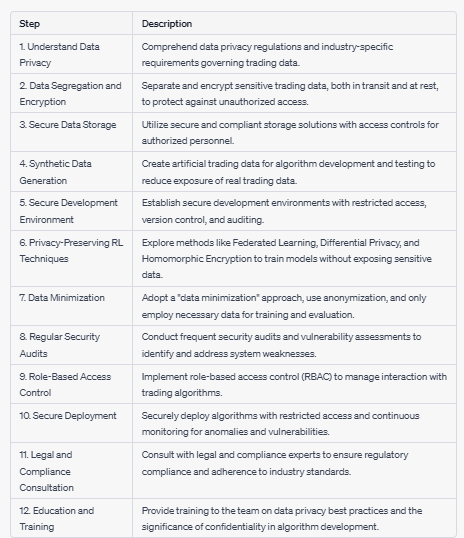 Step Description
1. Understand Data Comprehend data privacy regulations and industry-specific
Privacy requirements governing trading data.
2. Data Segregation and Separate and encrypt sensitive trading data, both in transit and at rest,
Encryption to protect against unauthorized access.
3. Secure Data Storage Utilize secure and compliant storage solutions with access controls for
authorized personnel.
4. Synthetic Data Create artificial trading data for algorithm development and testing to
Generation reduce exposure of real trading data.
5. Secure Development Establish secure development environments with restricted access,
Environment version control, and auditing.
6. Privacy-Preserving RL Explore methods like Federated Learning, Differential Privacy, and
Techniques Homomorphic Encryption to train models without exposing sensitive
data.
7. Data Minimization Adopt a "data minimization" approach, use anonymization, and only
employ necessary data for training and evaluation.
8. Regular Security Conduct frequent security audits and vulnerability assessments to
Audits identify and address system weaknesses.
9. Role-Based Access Implement role-based access control (RBAC) to manage interaction with
Control trading algorithms.
10. Secure Deployment Securely deploy algorithms with restricted access and continuous
monitoring for anomalies and vulnerabilities.
11. Legal and Consult with legal and compliance experts to ensure regulatory
Compliance compliance and adherence to industry standards.
Consultation
12. Education and Provide training to the team on data privacy best practices and the
Training significance of confidentiality in algorithm development.